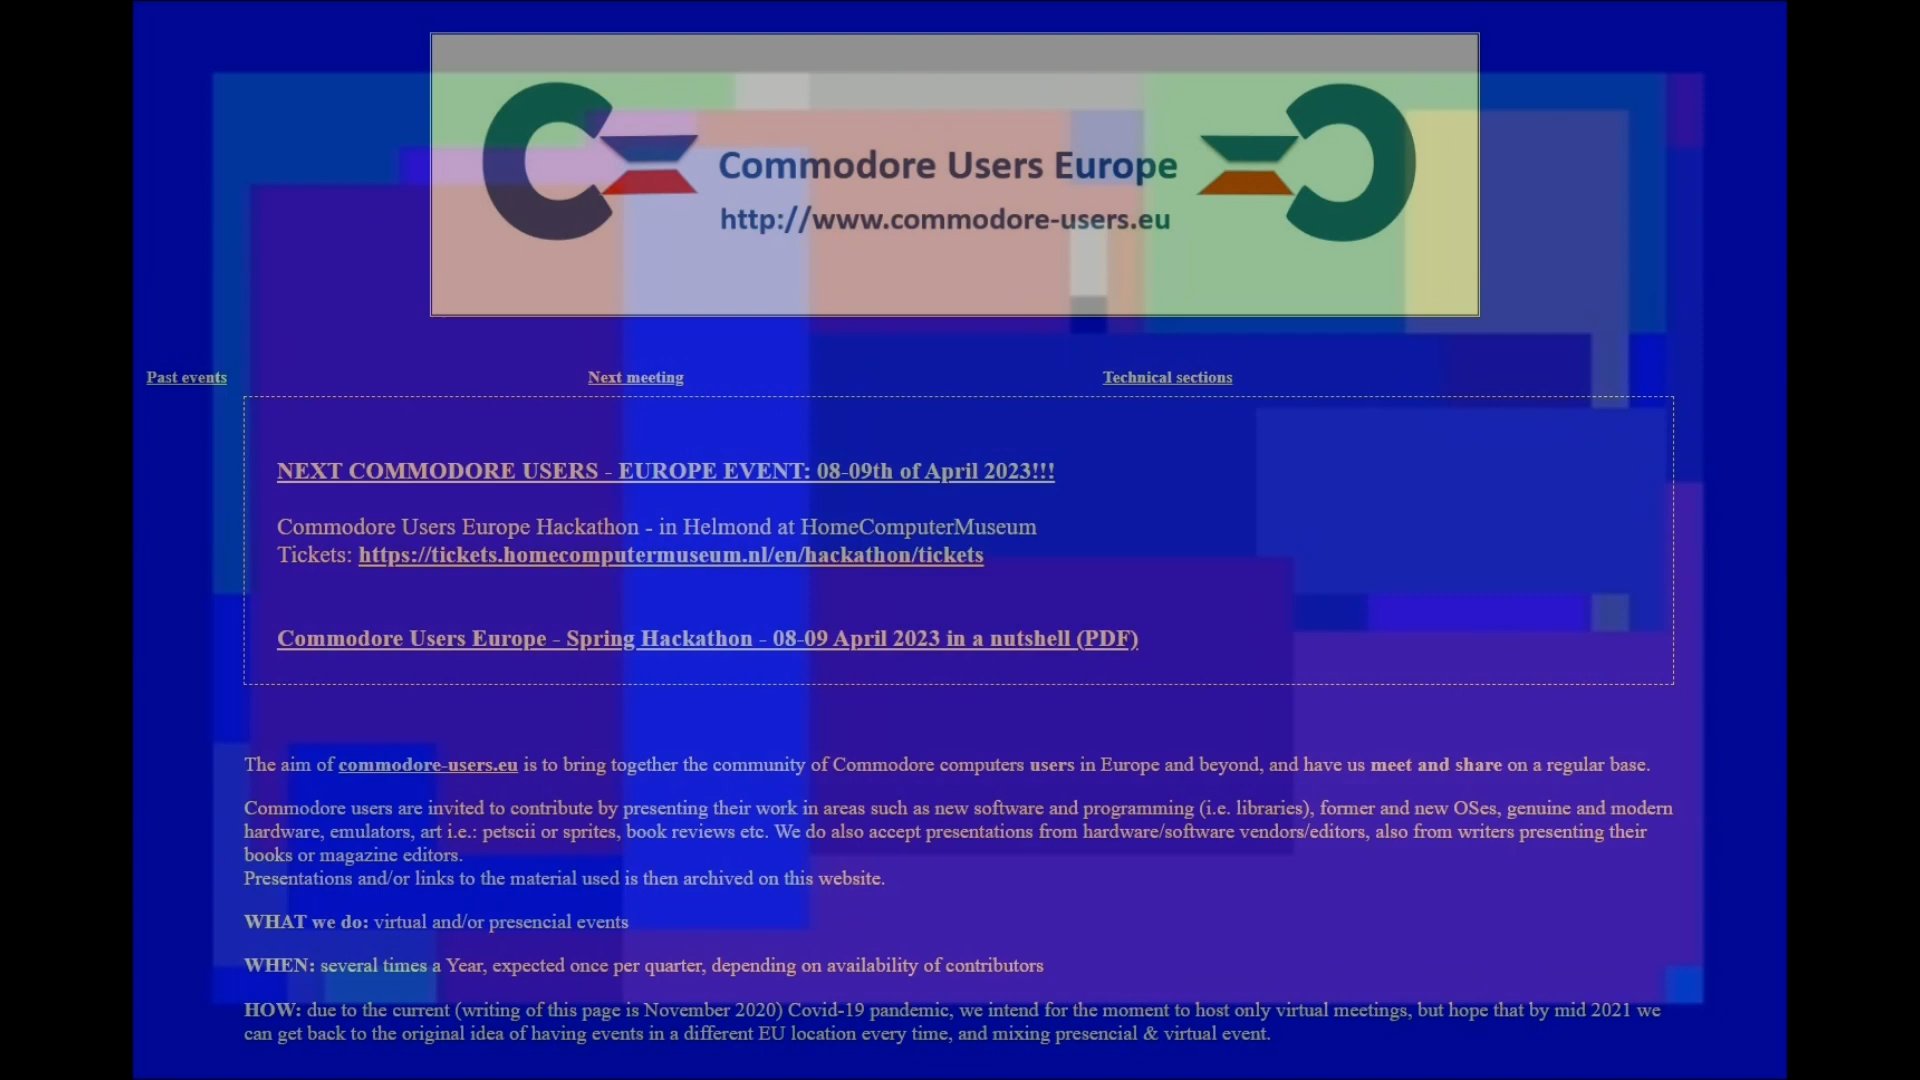 Commodore Users Europe
http://www.commodore-users.eu
Past events
Next meeting
Technical sections
NEXT COMMODORE USERS - EUROPE EVENT: 08-09th of April 2023!!!
Commodore Users Europe Hackathon - in Helmond at HomeComputerMuseum
Tickets: https://tickets.homecomputermuseum.nl/en/hackathon/tickets
Commodore Users Europe - Spring Hackathon - 08-09 April 2023 in a nutshell (PDF)
The aim of commodore-users.eu is to bring together the community of Commodore computers users in Europe and beyond, and have us meet and share on a regular base.
Commodore users are invited to contribute by presenting their work in areas such as new software and programming (i.e. libraries), former and new OSes, genuine and modern
hardware, emulators, art i.e.: petscii or sprites, book reviews etc. We do also accept presentations from hardware/software vendors/editors, also from writers presenting their
books or magazine editors.
Presentations and/or links to the material used is then archived on this website.
WHAT we do: virtual and/or presencial events
WHEN: several times a Year, expected once per quarter, depending on availability of contributors
HOW: due to the current (writing of this page is November 2020) Covid-19 pandemic, we intend for the moment to host only virtual meetings, but hope that by mid 2021 we
can get back to the original idea of having events in a different EU location every time, and mixing presencial & virtual event.